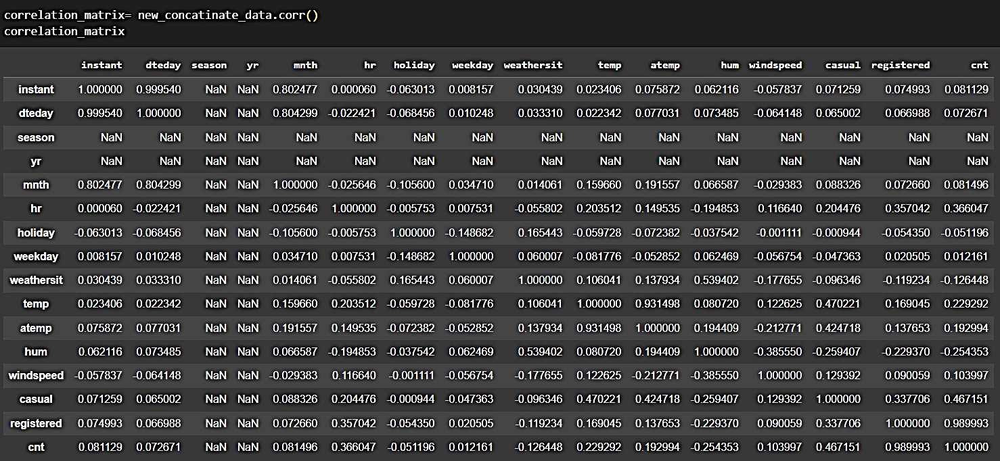 correlation_matrix= new_concatinate_data.corr()
correlation_matrix
instant dteday season yr mnth hr holiday weekday weathersit temp atemp hum windspeed casual registered cnt
instant 1.000000 0.999540 NaN NaN 0.802477 0.000060 -0.063013 0.008157 0.030439 0.023406 0.075872 0.062116 -0.057837 0.071259 0.074993 0.081129
dteday 0.999540 1.000000 NaN NaN 0.804299 -0.022421 -0.068456 0.010248 0.033310 0.022342 0.077031 0.073485 -0.064148 0.065002 0.066988 0.072671
season NaN NaN NaN NaN NaN NaN NaN NaN NaN NaN NaN NaN NaN NaN NaN NaN
yr NaN NaN NaN NaN NaN NaN NaN NaN NaN NaN NaN NaN NaN NaN NaN NaN
mnth 0.802477 0.804299 NaN NaN 1.000000 -0.025646 -0.105600 0.034710 0.014061 0.159660 0.191557 0.066587 -0.029383 0.088326 0.072660 0.081496
hr 0.000060 -0.022421 NaN NaN -0.025646 1.000000 -0.005753 0.007531 -0.055802 0.203512 0.149535 -0.194853 0.116640 0.204476 0.357042 0.366047
holiday -0.063013 -0.068456 NaN NaN -0.105600 -0.005753 1.000000 -0.148682 0.165443 -0.059728 -0.072382 -0.037542 -0.001111 -0.000944 -0.054350 -0.051196
weekday 0.008157 0.010248 NaN NaN 0.034710 0.007531 -0.148682 1.000000 0.060007 -0.081776 -0.052852 0.062469 -0.056754 -0.047363 0.020505 0.012161
weathersit 0.030439 0.033310 NaN NaN 0.014061 -0.055802 0.165443 0.060007 1.000000 0.106041 0.137934 0.539402 -0.177655 -0.096346 -0.119234 -0.126448
temp 0.023406 0.022342 NaN NaN 0.159660 0.203512 -0.059728 -0.081776 0.106041 1.000000 0.931498 0.080720 0.122625 0.470221 0.169045 0.229292
atemp 0.075872 0.077031 NaN NaN 0.191557 0.149535 -0.072382 -0.052852 0.137934 0.931498 1.000000 0.194409 -0.212771 0.424718 0.137653 0.192994
hum 0.062116 0.073485 NaN NaN 0.066587 -0.194853 -0.037542 0.062469 0.539402 0.080720 0.194409 1.000000 -0.385550 -0.259407 -0.229370 -0.254353
windspeed -0.057837 -0.064148 NaN NaN -0.029383 0.116640 -0.001111 -0.056754 -0.177655 0.122625 -0.212771 -0.385550 1.000000 0.129392 0.090059 0.103997
casual 0.071259 0.065002 NaN NaN 0.088326 0.204476 -0.000944 -0.047363 -0.096346 0.470221 0.424718 -0.259407 0.129392 1.000000 0.337706 0.467151
registered 0.074993 0.066988 NaN NaN 0.072660 0.357042 -0.054350 0.020505 -0.119234 0.169045 0.137653 -0.229370 0.090059 0.337706 1.000000 0.989993
cnt 0.081129 0.072671 NaN NaN 0.081496 0.366047 -0.051196 0.012161 -0.126448 0.229292 0.192994 -0.254353 0.103997 0.467151 0.989993 1.000000